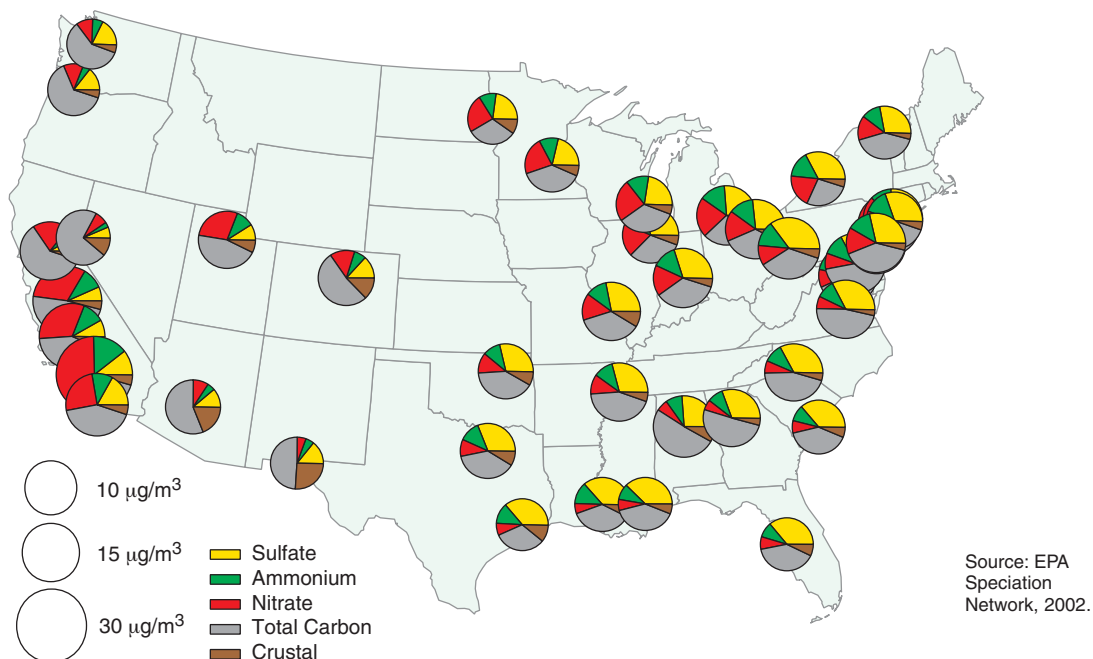 10 μg/m³
15 μg/m³
30 μg/m³
Sulfate
Ammonium
Nitrate
Total Carbon
Crustal
Source: EPA
Speciation
Network, 2002.